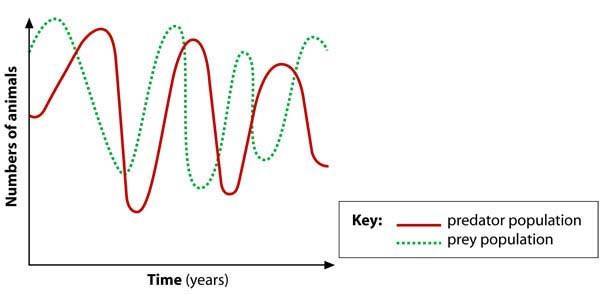 Numbers of animals
Time (years)
Key:
predator population
prey population